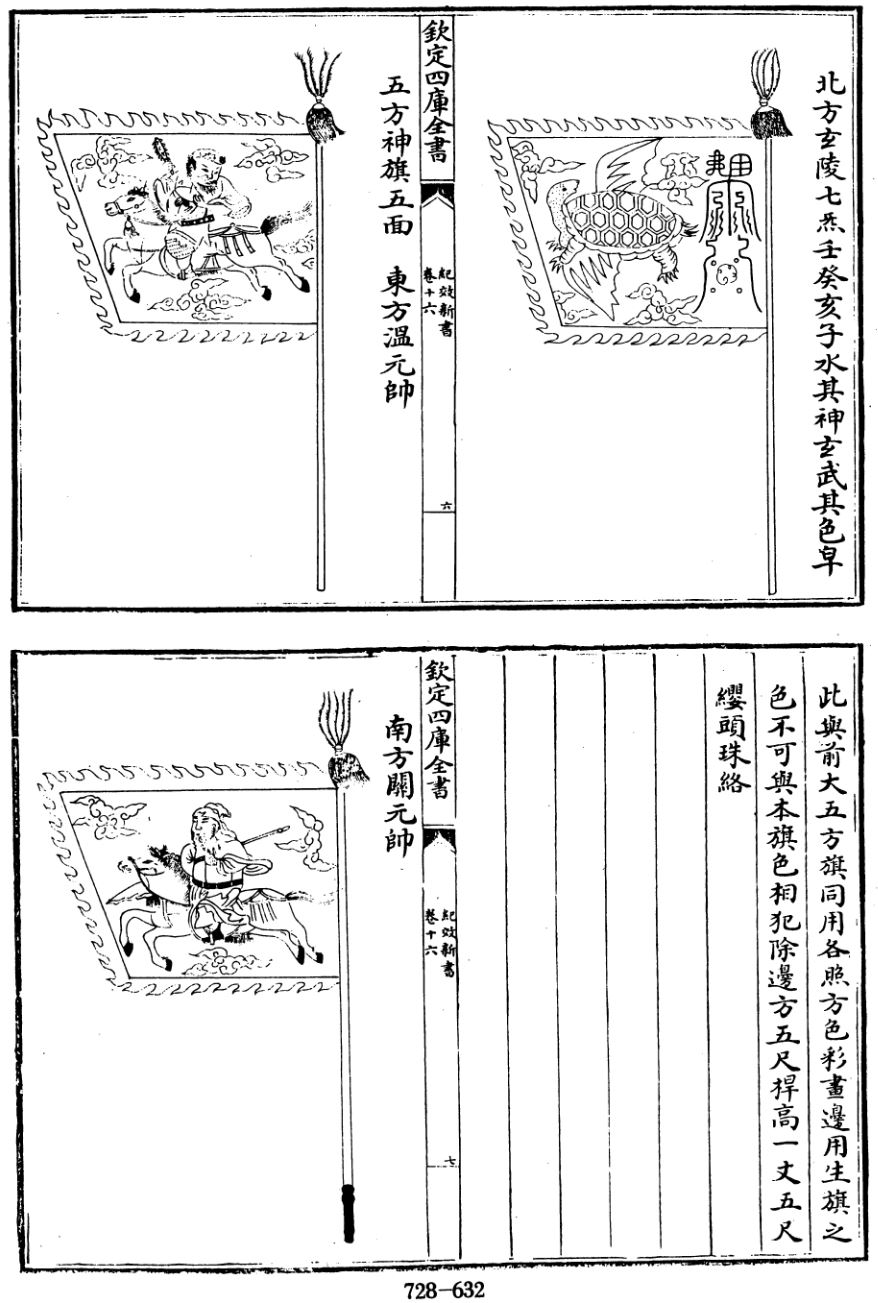 北方玄陵七炁壬癸亥子水其神玄武其色皁
欽定四庫全書
紀效新書
卷十六
六
五方神旗五面　東方溫元帥
此與前大五方旗同用各照方色彩畫邊用生旗之
色不可與本旗色相犯除邊方五尺捍高一丈五尺
纓頭珠絡
欽定四庫全書
紀效新書
卷十六
七
南方關元帥
728-632